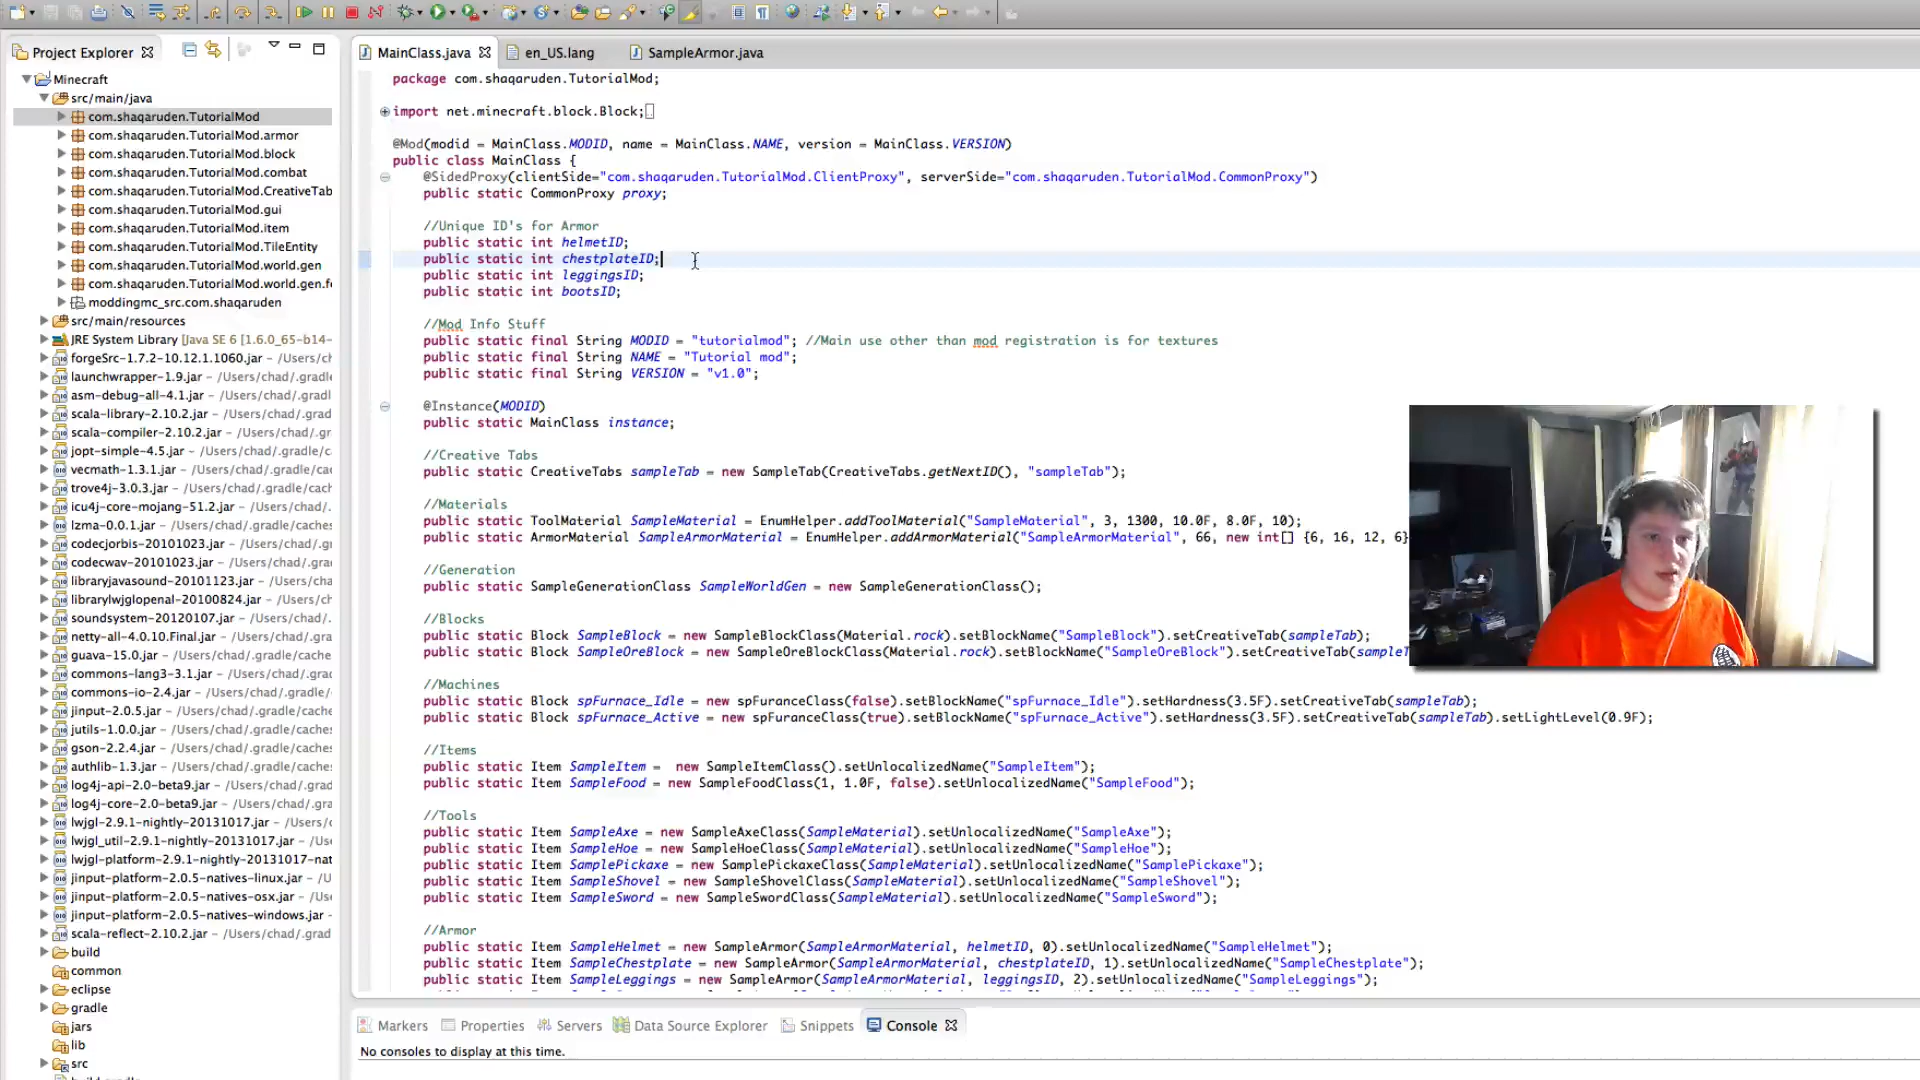 Project Explorer
MainClass.java
en_US.lang
SampleArmor.java
Minecraft
src/main/java
com.shaqaruden.TutorialMod
com.shaqaruden.TutorialMod.armor
com.shaqaruden.TutorialMod.block
com.shaqaruden.TutorialMod.combat
com.shaqaruden.TutorialMod.CreativeTab
com.shaqaruden.TutorialMod.gui
com.shaqaruden.TutorialMod.item
com.shaqaruden.TutorialMod.TileEntity
com.shaqaruden.TutorialMod.world.gen
com.shaqaruden.TutorialMod.world.gen.fe
moddingmc_src.com.shaqaruden
src/main/resources
JRE System Library [Java SE 6 [1.6.0_65-b14-
forgeSrc-1.7.2-10.12.1.1060.jar - /Users/ch
launchwrapper-1.9.jar - /Users/chad/.gradle
asm-debug-all-4.1.jar - /Users/chad/.gradle
scala-library-2.10.2.jar - /Users/chad/.grad
scala-compiler-2.10.2.jar - /Users/chad/.gr
jopt-simple-4.5.jar - /Users/chad/.gradle/c
vecmath-1.3.1.jar - /Users/chad/.gradle/ca
trove4j-3.0.3.jar - /Users/chad/.gradle/cach
icu4j-core-mojang-51.2.jar - /Users/chad/
lzma-0.0.1.jar - /Users/chad/.gradle/cache
codecjorbis-20101023.jar - /Users/chad/.gr
codecwav-20101023.jar - /Users/chad/.grad
libraryjavasound-20101123.jar - /Users/cha
librarylwjglopenal-20100824.jar - /Users/ch
soundsystem-20120107.jar - /Users/chad/.
netty-all-4.0.10.Final.jar - /Users/chad/.gr
guava-15.0.jar - /Users/chad/.gradle/cache
commons-lang3-3.1.jar - /Users/chad/.gra
commons-io-2.4.jar - /Users/chad/.gradle/
jinput-2.0.5.jar - /Users/chad/.gradle/cach
jutils-1.0.0.jar - /Users/chad/.gradle/cache
gson-2.2.4.jar - /Users/chad/.gradle/caches
authlib-1.3.jar - /Users/chad/.gradle/caches
log4j-api-2.0-beta9.jar - /Users/chad/.grad
log4j-core-2.0-beta9.jar - /Users/chad/.gra
lwjgl-2.9.1-nightly-20131017.jar - /Users/
lwjgl_util-2.9.1-nightly-20131017.jar - /Us
lwjgl-platform-2.9.1-nightly-20131017-nat
jinput-platform-2.0.5-natives-linux.jar - /U
jinput-platform-2.0.5-natives-osx.jar - /Use
jinput-platform-2.0.5-natives-windows.jar -
scala-reflect-2.10.2.jar - /Users/chad/.grad
build
common
eclipse
gradle
jars
lib
src
build.gradle
package com.shaqaruden.TutorialMod;
import net.minecraft.block.Block;
@Mod(modid = MainClass.MODID, name = MainClass.NAME, version = MainClass.VERSION)
public class MainClass {
@SidedProxy(clientSide="com.shaqaruden.TutorialMod.ClientProxy", serverSide="com.shaqaruden.TutorialMod.CommonProxy")
public static CommonProxy proxy;
//Unique ID's for Armor
public static int helmetID;
public static int chestplateID;
public static int leggingsID;
public static int bootsID;
//Mod Info Stuff
public static final String MODID = "tutorialmod"; //Main use other than mod registration is for textures
public static final String NAME = "Tutorial mod";
public static final String VERSION = "v1.0";
@Instance(MODID)
public static MainClass instance;
//Creative Tabs
public static CreativeTabs sampleTab = new SampleTab(CreativeTabs.getNextID(), "sampleTab");
//Materials
public static ToolMaterial SampleMaterial = EnumHelper.addToolMaterial("SampleMaterial", 3, 1300, 10.0F, 8.0F, 10);
public static ArmorMaterial SampleArmorMaterial = EnumHelper.addArmorMaterial("SampleArmorMaterial", 66, new int[] {6, 16, 12, 6}
//Generation
public static SampleGenerationClass SampleWorldGen = new SampleGenerationClass();
//Blocks
public static Block SampleBlock = new SampleBlockClass(Material.rock).setBlockName("SampleBlock").setCreativeTab(sampleTab);
public static Block SampleOreBlock = new SampleOreBlockClass(Material.rock).setBlockName("SampleOreBlock").setCreativeTab(sampleT
//Machines
public static Block spFurnace_Idle = new spFuranceClass(false).setBlockName("spFurnace_Idle").setHardness(3.5F).setCreativeTab(sampleTab);
public static Block spFurnace_Active = new spFuranceClass(true).setBlockName("spFurnace_Active").setHardness(3.5F).setCreativeTab(sampleTab).setLightLevel(0.9F);
//Items
public static Item SampleItem =  new SampleItemClass().setUnlocalizedName("SampleItem");
public static Item SampleFood = new SampleFoodClass(1, 1.0F, false).setUnlocalizedName("SampleFood");
//Tools
public static Item SampleAxe = new SampleAxeClass(SampleMaterial).setUnlocalizedName("SampleAxe");
public static Item SampleHoe = new SampleHoeClass(SampleMaterial).setUnlocalizedName("SampleHoe");
public static Item SamplePickaxe = new SamplePickaxeClass(SampleMaterial).setUnlocalizedName("SamplePickaxe");
public static Item SampleShovel = new SampleShovelClass(SampleMaterial).setUnlocalizedName("SampleShovel");
public static Item SampleSword = new SampleSwordClass(SampleMaterial).setUnlocalizedName("SampleSword");
//Armor
public static Item SampleHelmet = new SampleArmor(SampleArmorMaterial, helmetID, 0).setUnlocalizedName("SampleHelmet");
public static Item SampleChestplate = new SampleArmor(SampleArmorMaterial, chestplateID, 1).setUnlocalizedName("SampleChestplate");
public static Item SampleLeggings = new SampleArmor(SampleArmorMaterial, leggingsID, 2).setUnlocalizedName("SampleLeggings");
Markers
Properties
Servers
Data Source Explorer
Snippets
Console
No consoles to display at this time.